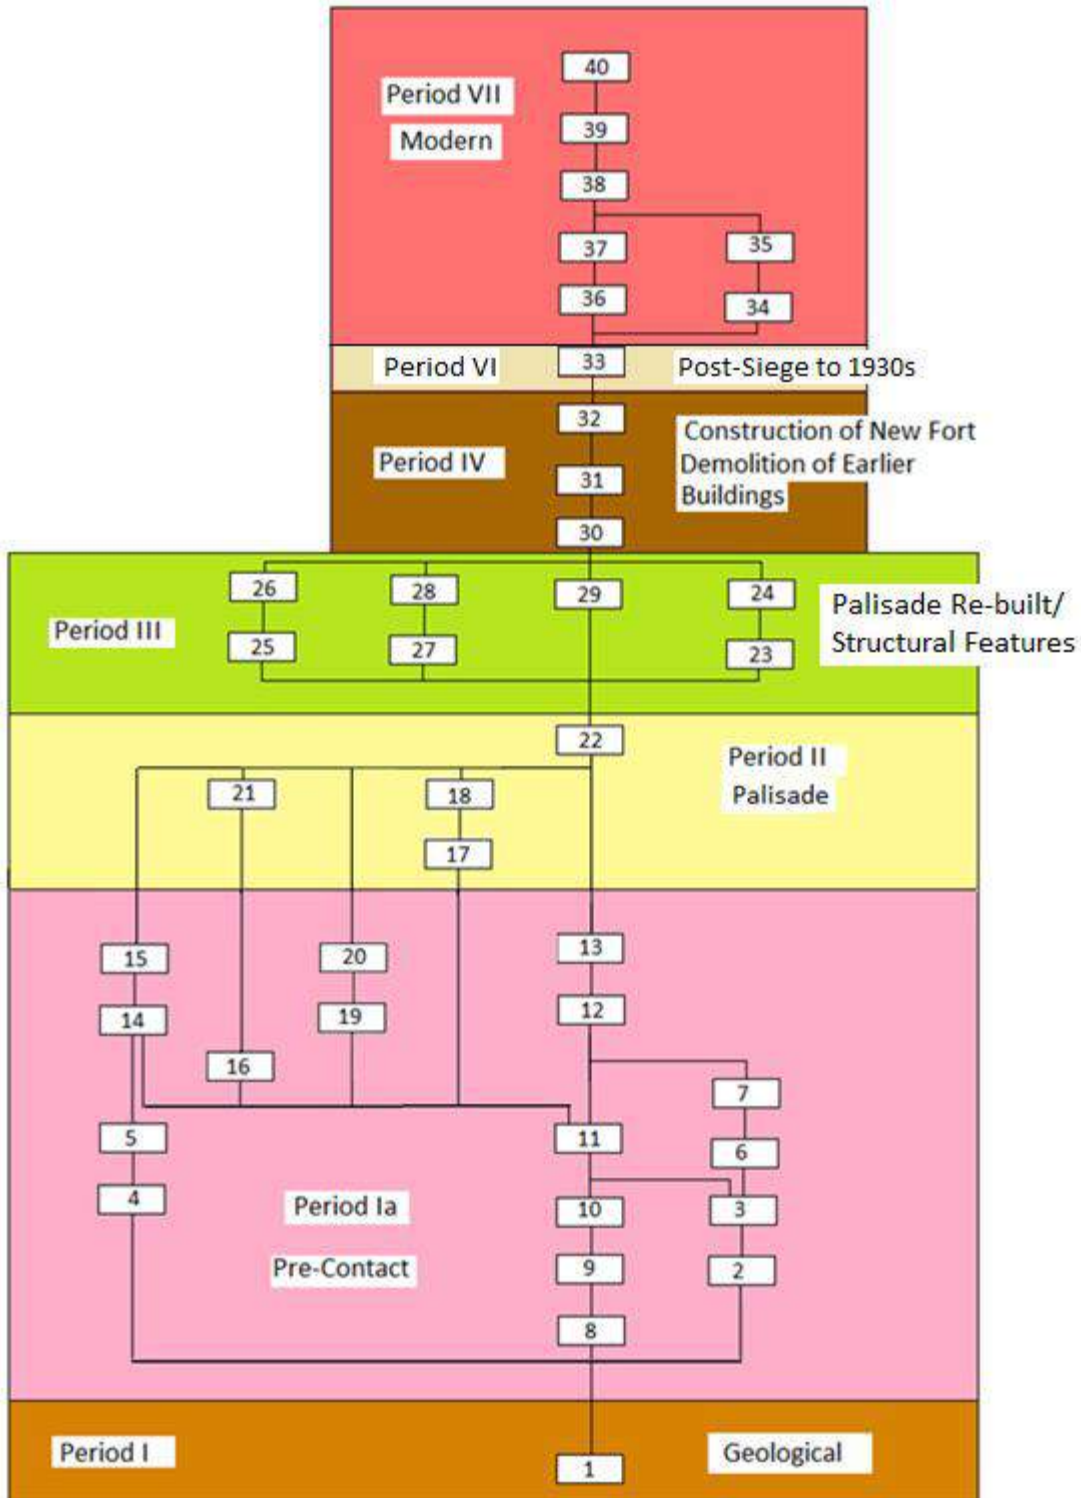 40
Period VII
Modern
39
38
37
35
36
34
Period VI
33
Post-Siege to 1930s
32
Construction of New Fort
Demolition of Earlier
Buildings
Period IV
31
30
26
28
29
24
Palisade Re-built/
Structural Features
Period III
25
27
23
22
Period II
Palisade
21
18
17
15
20
13
14
19
12
16
7
5
11
6
4
Period Ia
10
3
Pre-Contact
9
2
8
Period I
Geological
1